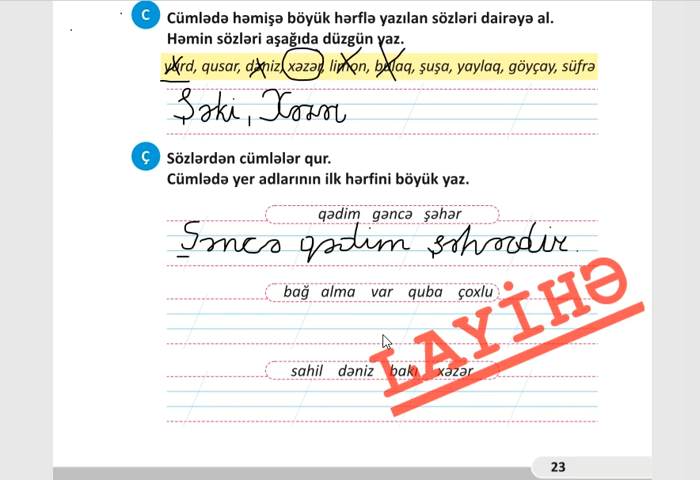 C
Cümlədə həmişə böyük hərflə yazılan sözləri dairəyə al.
Həmin sözləri aşağıda düzgün yaz.
yurd, qusar, dəniz, xəzər, limon, bulaq, şuşa, yaylaq, göyçay, süfrə
Şəki, Xəzər
Ç
Sözlərdən cümlələr qur.
Cümlədə yer adlarının ilk hərfini böyük yaz.
qədim gəncə şəhər
Gəncə qədim şəhərdir.
bağ alma var quba çoxlu
LAYİHƏ
sahil dəniz bakı xəzər
23